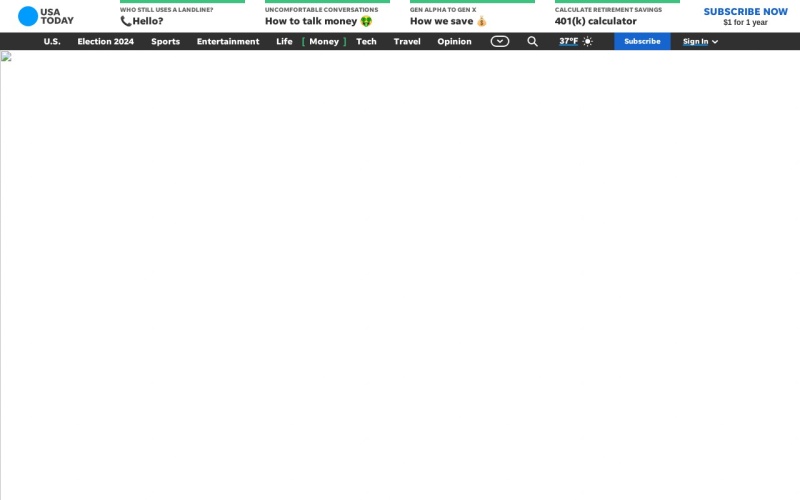 USA
TODAY
WHO STILL USES A LANDLINE?
📞Hello?
UNCOMFORTABLE CONVERSATIONS
How to talk money 🤑
GEN ALPHA TO GEN X
How we save 💰
CALCULATE RETIREMENT SAVINGS
401(k) calculator
SUBSCRIBE NOW
$1 for 1 year
U.S. Election 2024 Sports Entertainment Life [ Money ] Tech Travel Opinion 37°F Subscribe Sign In